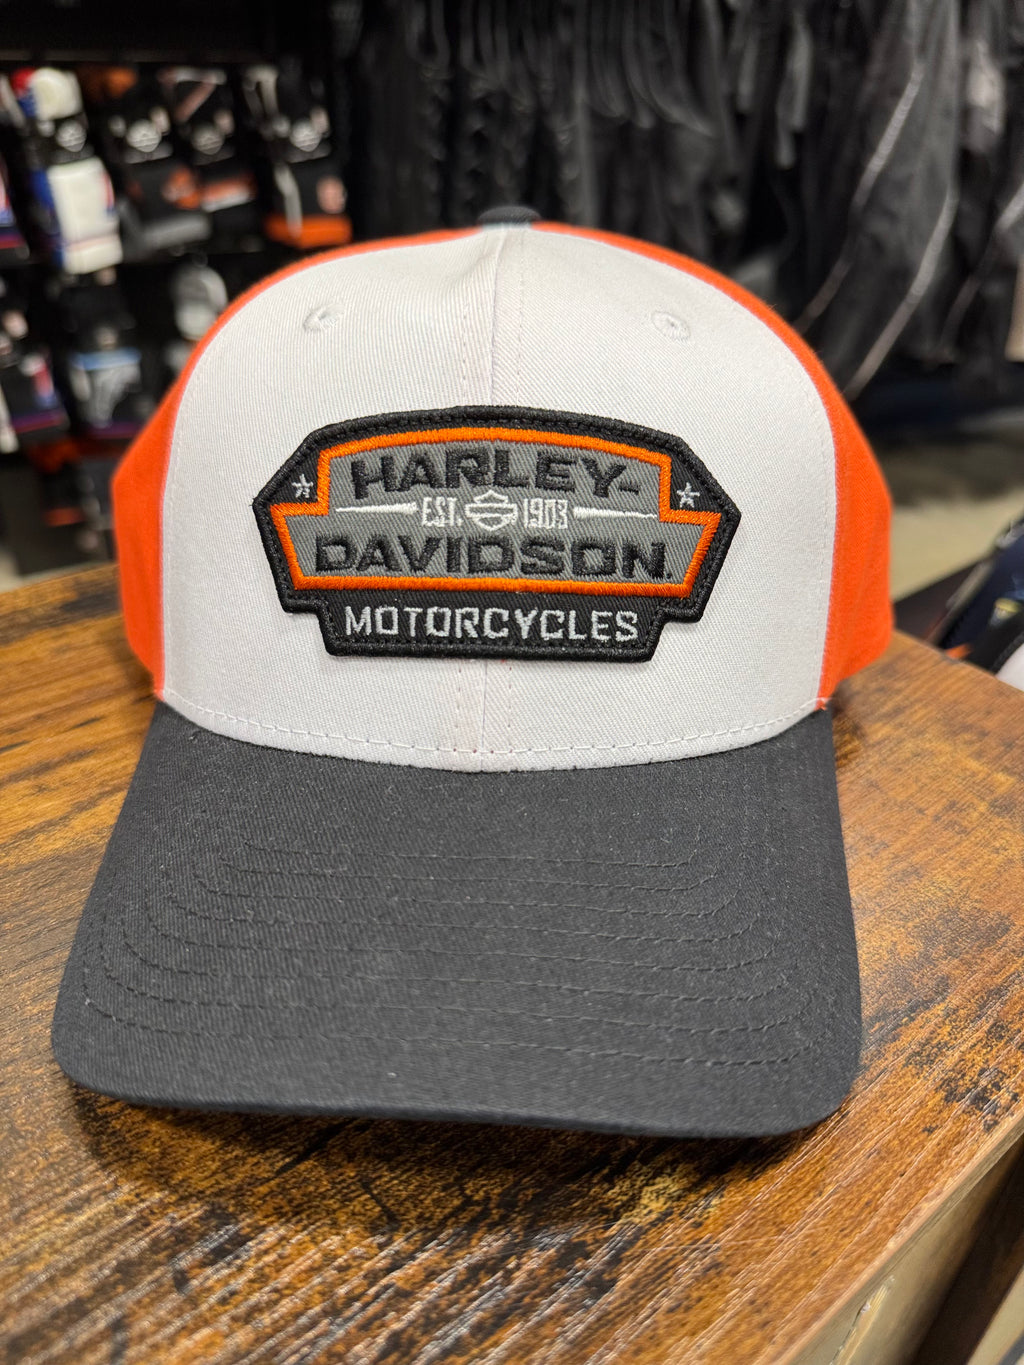 HARLEY-
EST. 1903
DAVIDSON.
MOTORCYCLES